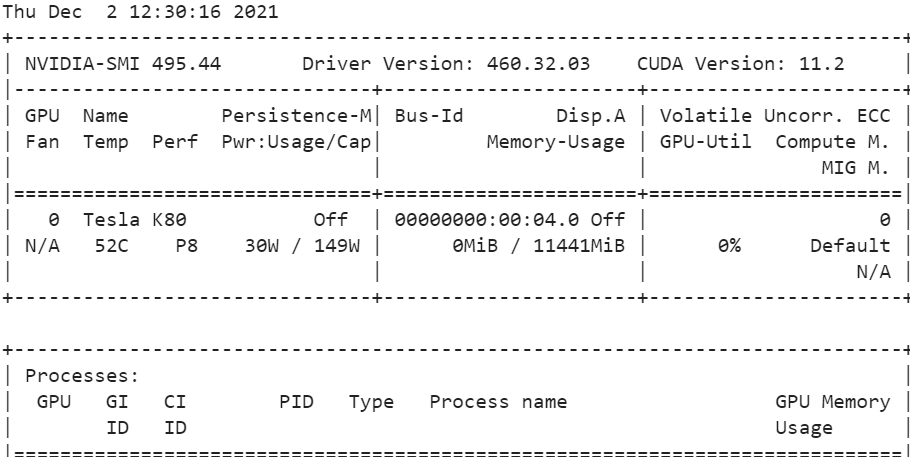 Thu Dec  2 12:30:16 2021
+-----------------------------------------------------------------------------+
| NVIDIA-SMI 495.44       Driver Version: 460.32.03    CUDA Version: 11.2     |
|-------------------------------+----------------------+----------------------+
| GPU  Name        Persistence-M| Bus-Id        Disp.A | Volatile Uncorr. ECC |
| Fan  Temp  Perf  Pwr:Usage/Cap|         Memory-Usage | GPU-Util  Compute M. |
|                               |                      |               MIG M. |
|===============================+======================+======================|
|   0  Tesla K80           Off  | 00000000:00:04.0 Off |                    0 |
| N/A   52C    P8    30W / 149W |      0MiB / 11441MiB |      0%      Default |
|                               |                      |                  N/A |
+-------------------------------+----------------------+----------------------+

+-----------------------------------------------------------------------------+
| Processes:                                                                  |
|  GPU   GI   CI        PID   Type   Process name                  GPU Memory |
|        ID   ID                                                   Usage      |
|=============================================================================|